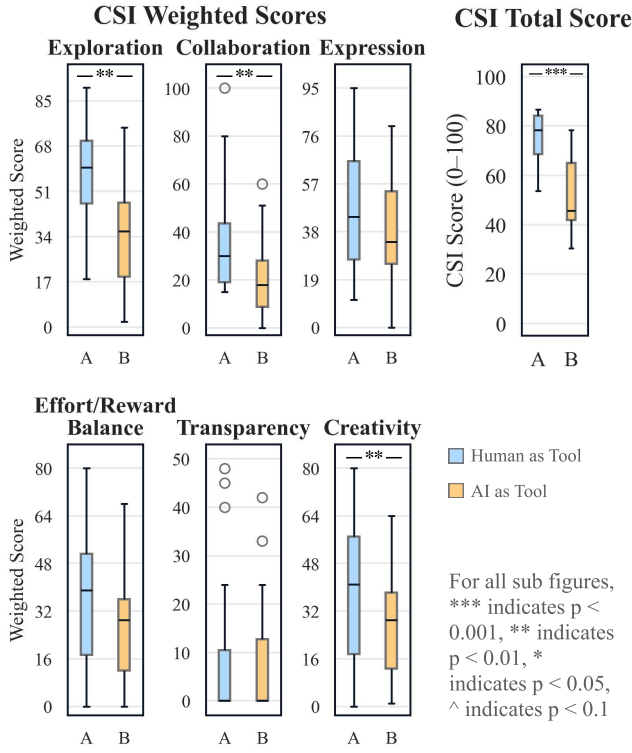 CSI Weighted Scores
CSI Total Score
Exploration
Collaboration
Expression
Weighted Score
85
68
51
34
17
0
**
A B
100
80
60
40
20
0
**
A B
95
76
57
38
19
0
A B
CSI Score (0–100)
100
80
60
40
20
0
***
A B
Effort/Reward
Balance
Transparency
Creativity
Weighted Score
80
64
48
32
16
0
A B
50
40
30
20
10
0
A B
80
64
48
32
16
0
**
A B
Human as Tool
AI as Tool
For all sub figures,
*** indicates p <
0.001, ** indicates
p < 0.01, *
indicates p < 0.05,
^ indicates p < 0.1